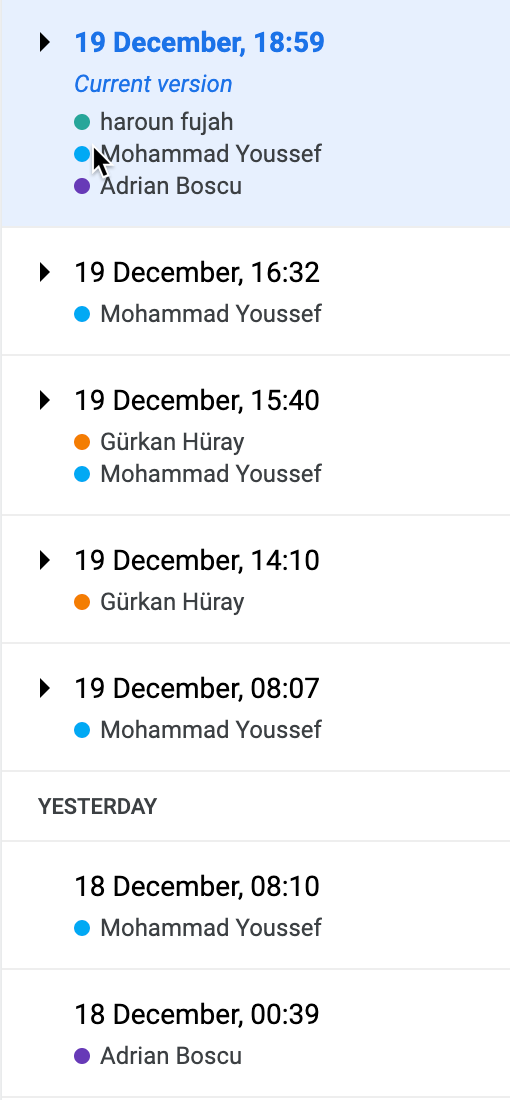 19 December, 18:59
Current version
haroun fujah
Mohammad Youssef
Adrian Boscu
19 December, 16:32
Mohammad Youssef
19 December, 15:40
Gürkan Hüray
Mohammad Youssef
19 December, 14:10
Gürkan Hüray
19 December, 08:07
Mohammad Youssef
YESTERDAY
18 December, 08:10
Mohammad Youssef
18 December, 00:39
Adrian Boscu